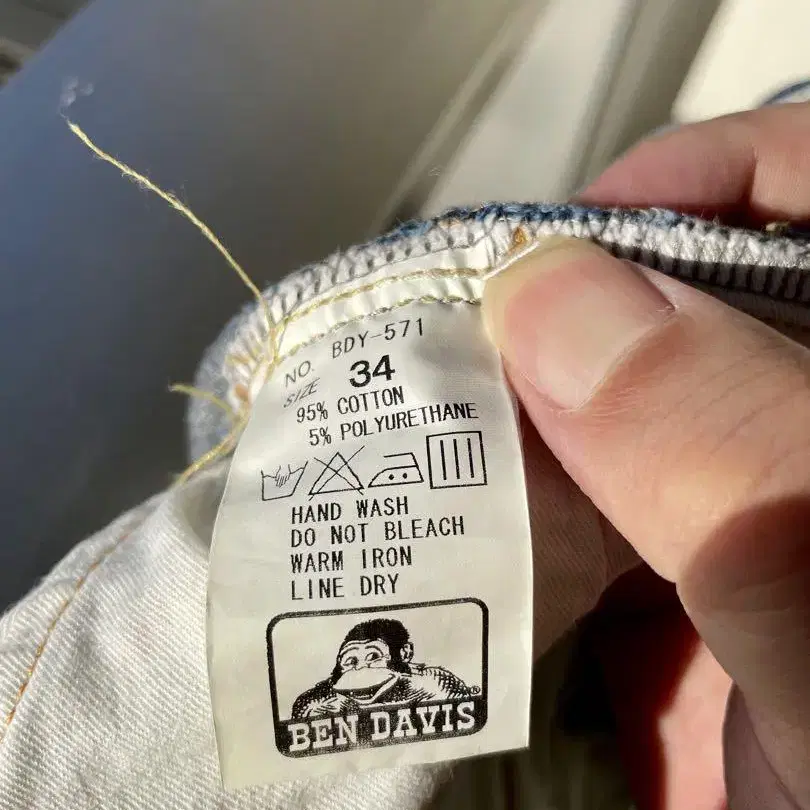 NO. BDY-571
SIZE 34
95% COTTON
5% POLYURETHANE
HAND WASH
DO NOT BLEACH
WARM IRON
LINE DRY
BEN DAVIS®